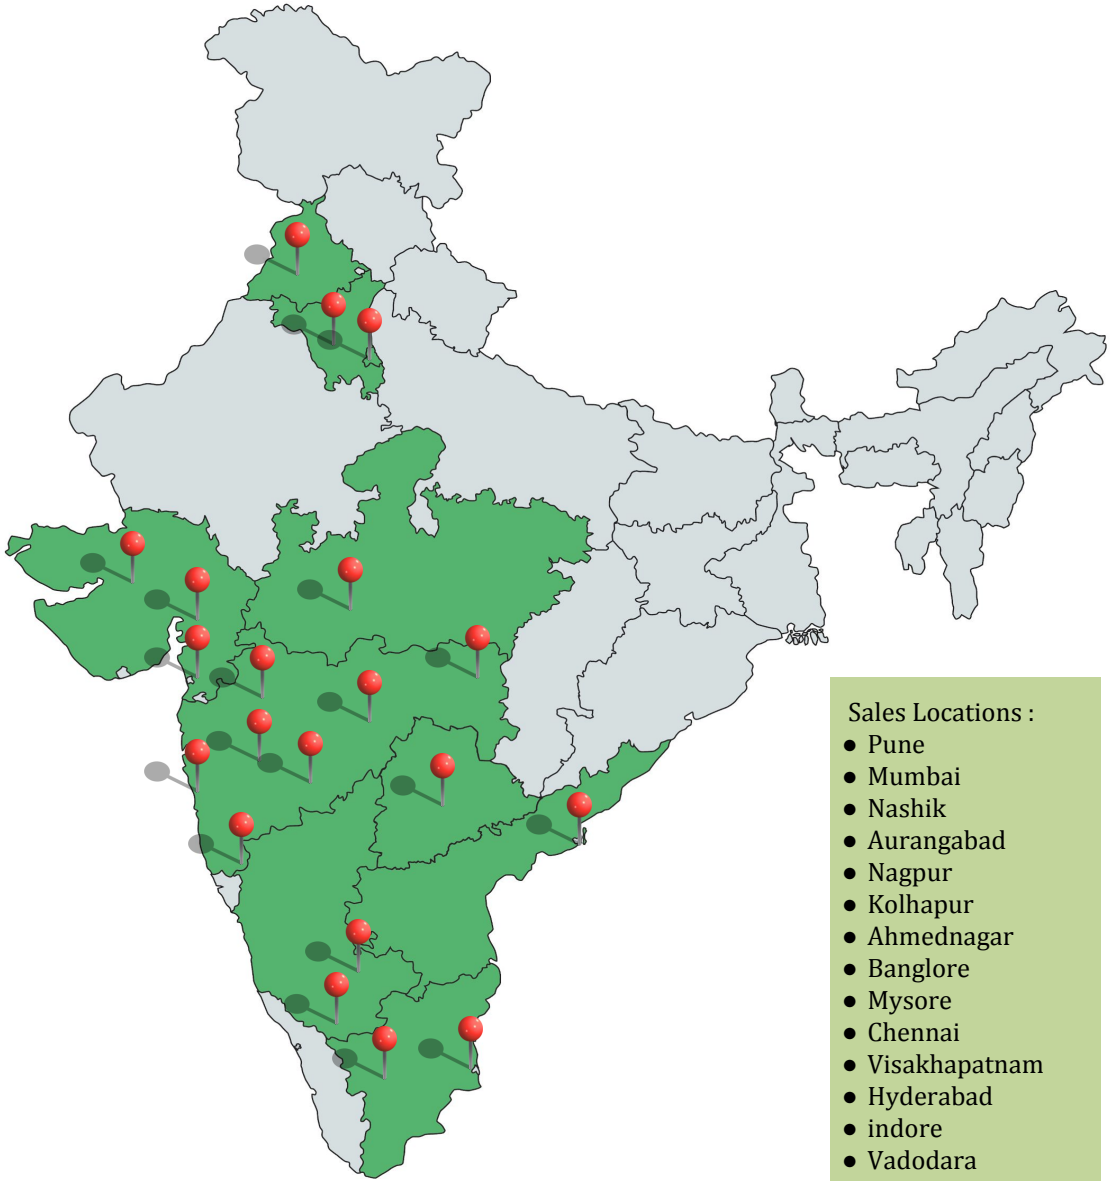 Sales Locations :
● Pune
● Mumbai
● Nashik
● Aurangabad
● Nagpur
● Kolhapur
● Ahmednagar
● Banglore
● Mysore
● Chennai
● Visakhapatnam
● Hyderabad
● indore
● Vadodara